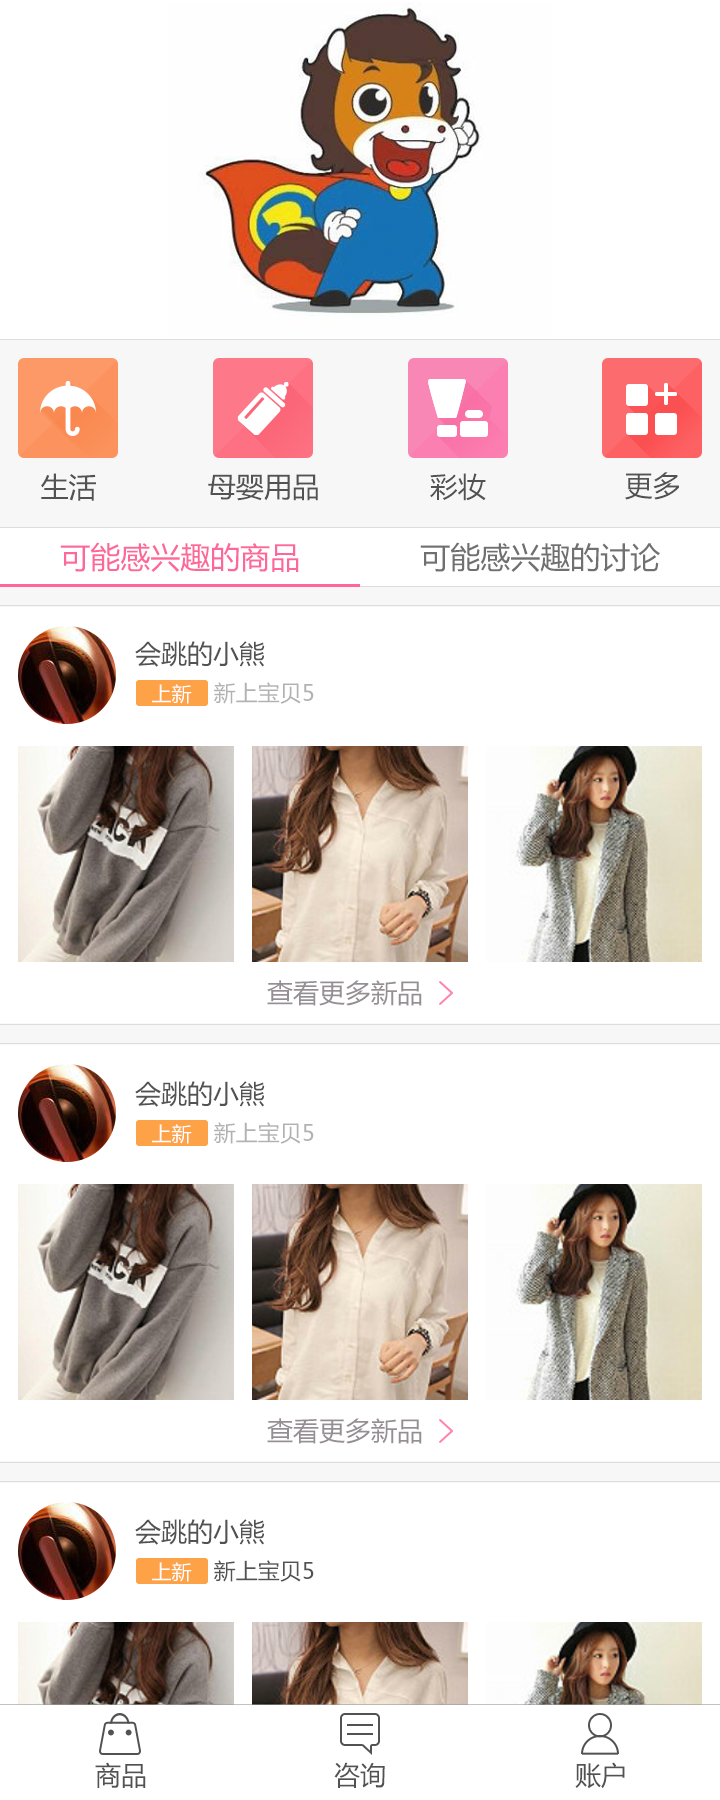 生活
母婴用品
彩妆
更多
可能感兴趣的商品
可能感兴趣的讨论
会跳的小熊
上新 新上宝贝5
查看更多新品
会跳的小熊
上新 新上宝贝5
查看更多新品
会跳的小熊
上新 新上宝贝5
商品
咨询
账户